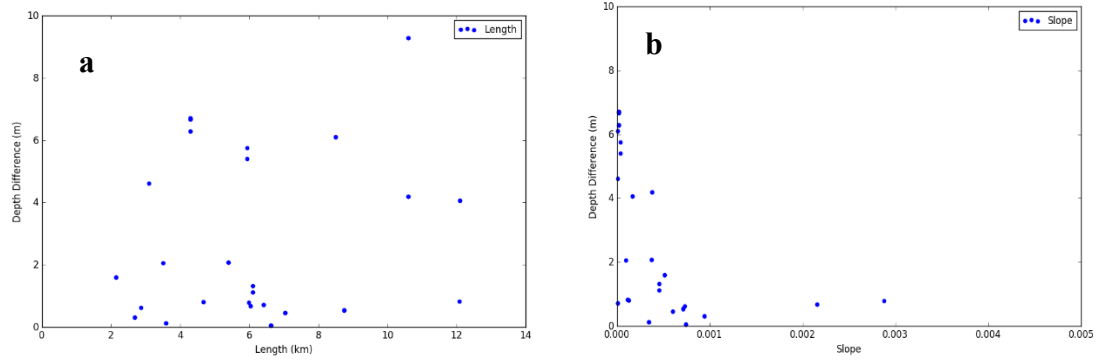 a
Length
Depth Difference (m)
10
8
6
4
2
0
0 2 4 6 8 10 12 14
Length (km)
b
Slope
Depth Difference (m)
10
8
6
4
2
0
0.000 0.001 0.002 0.003 0.004 0.005
Slope